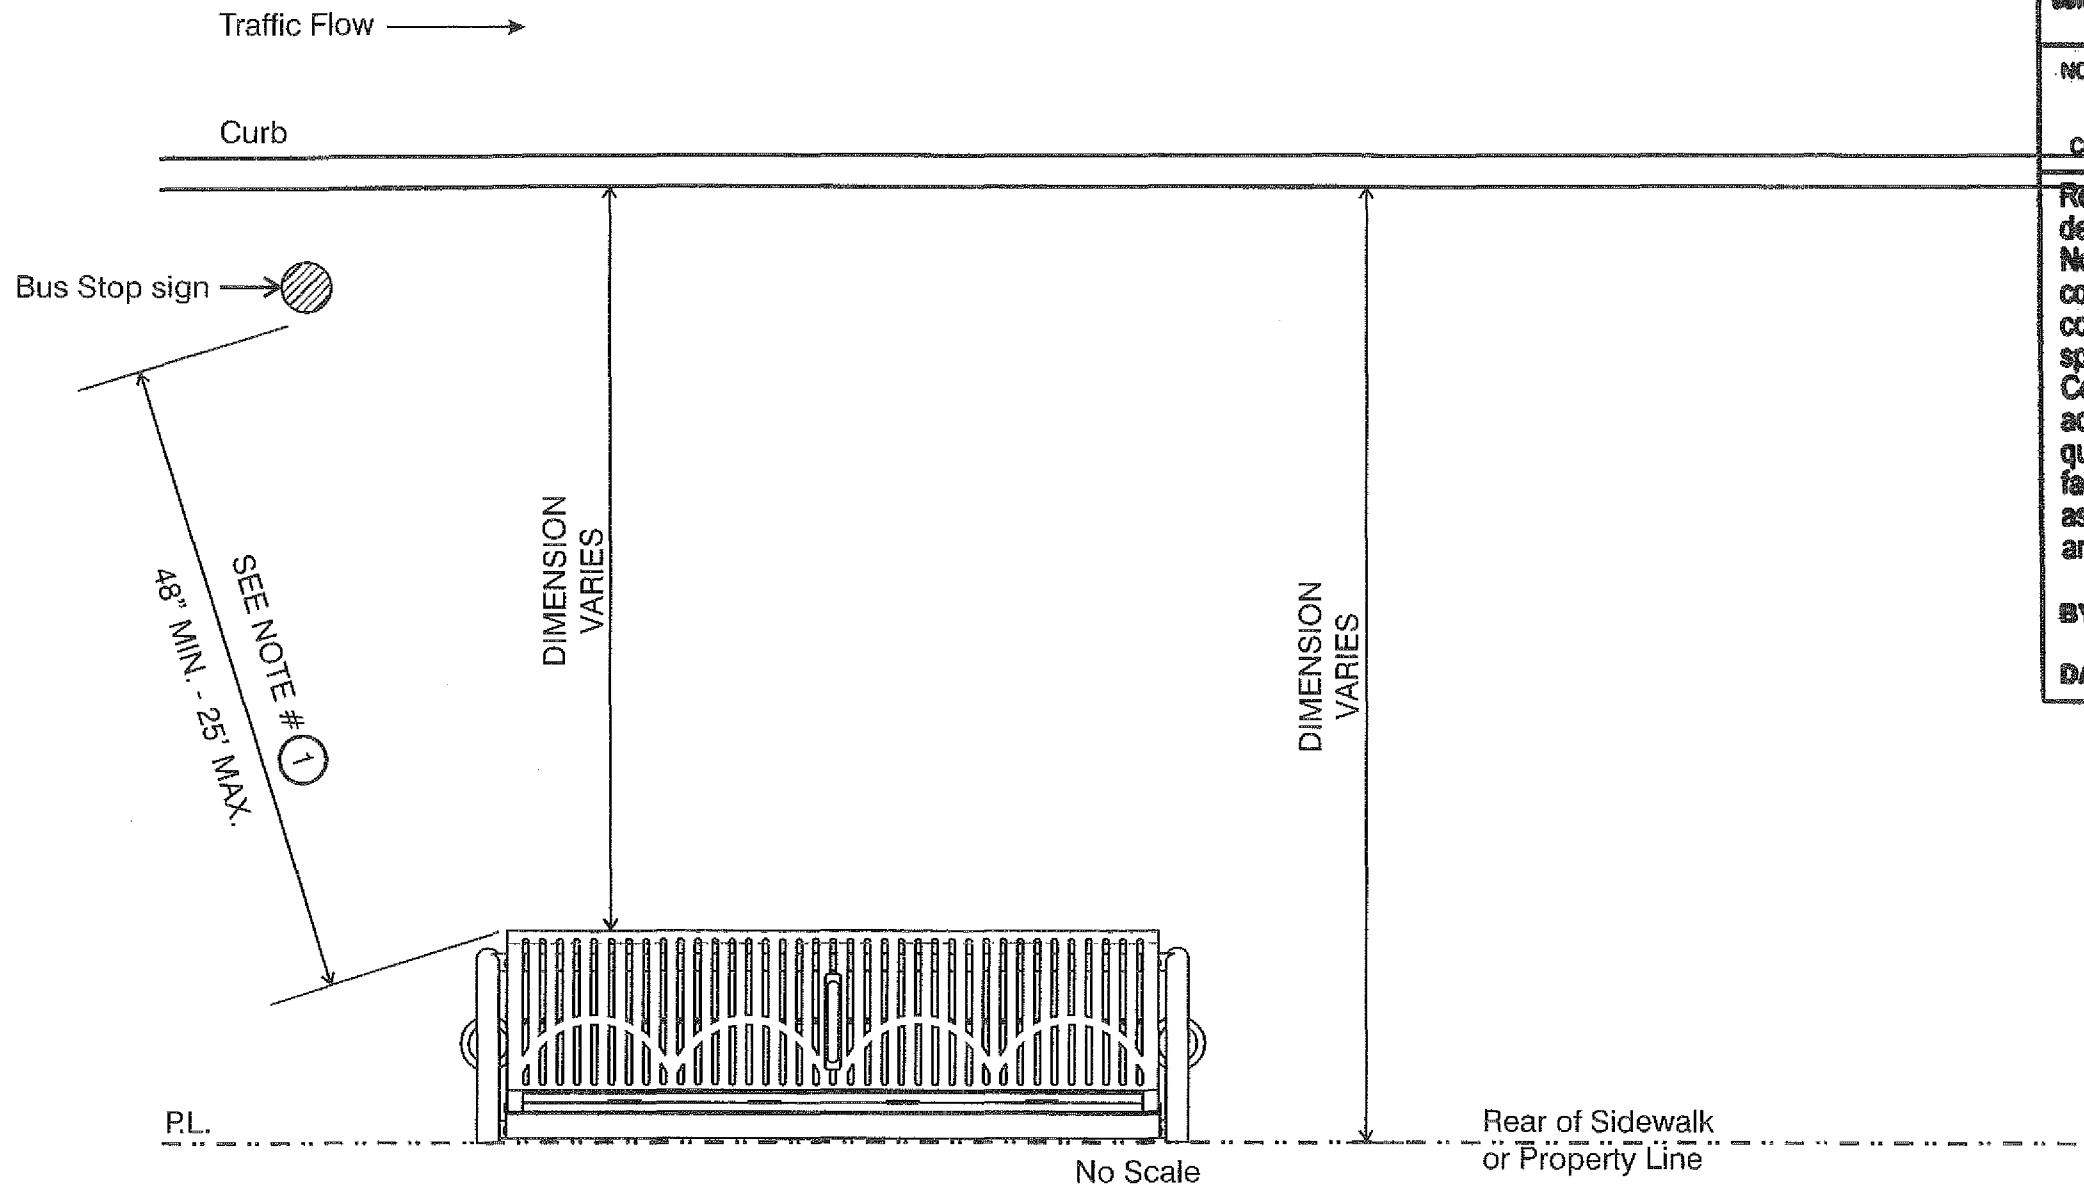 Traffic Flow
Curb
Bus Stop sign
SEE NOTE # 1
48" MIN. - 25' MAX.
DIMENSION
VARIES
DIMENSION
VARIES
P.L.
Rear of Sidewalk
or Property Line
No Scale